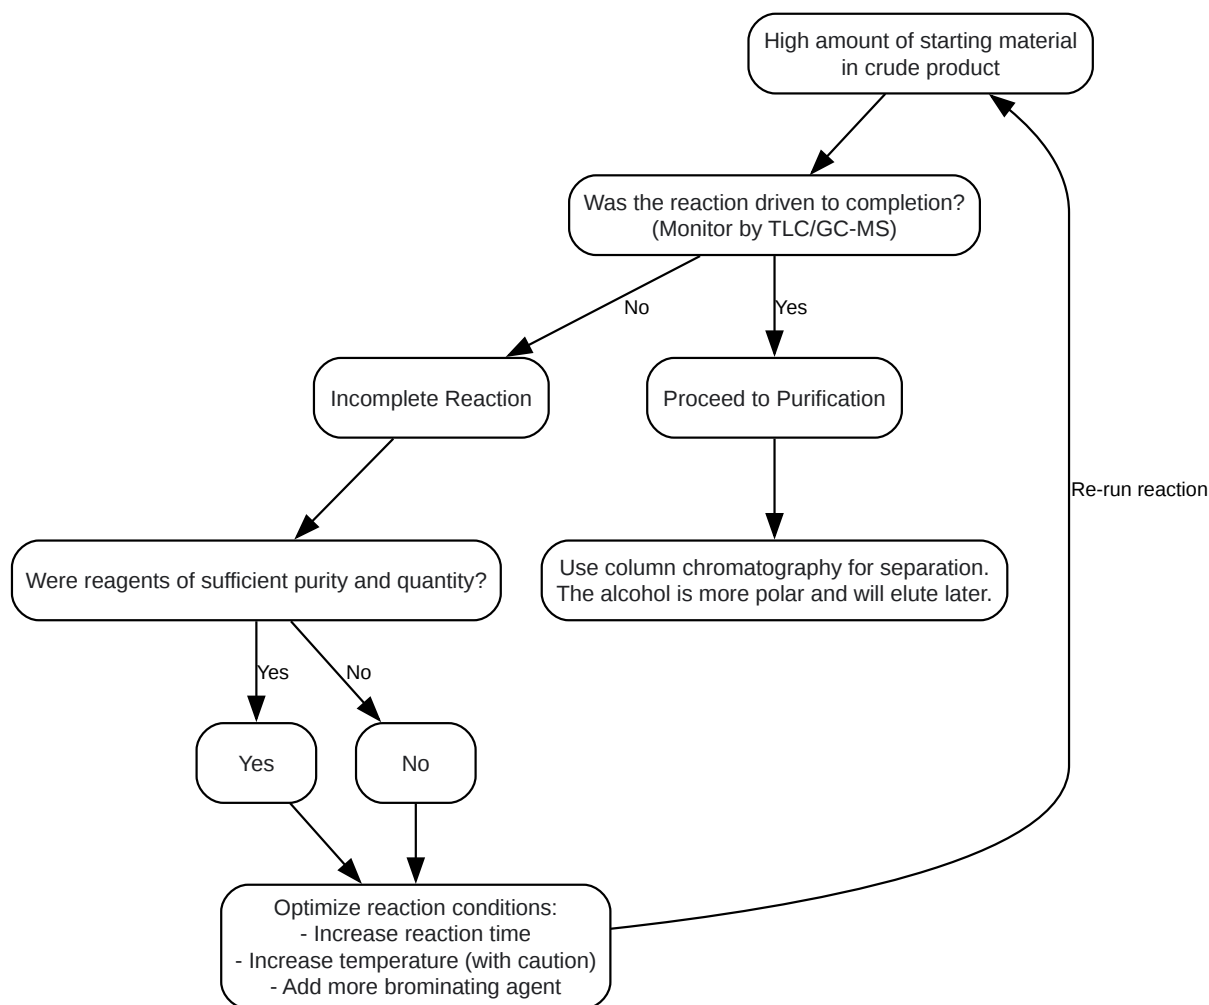 High amount of starting material
in crude product
Was the reaction driven to completion?
(Monitor by TLC/GC-MS)
No
Yes
Incomplete Reaction
Proceed to Purification
Re-run reaction
Were reagents of sufficient purity and quantity?
Use column chromatography for separation.
The alcohol is more polar and will elute later.
Yes
No
Yes
No
Optimize reaction conditions:
- Increase reaction time
- Increase temperature (with caution)
- Add more brominating agent